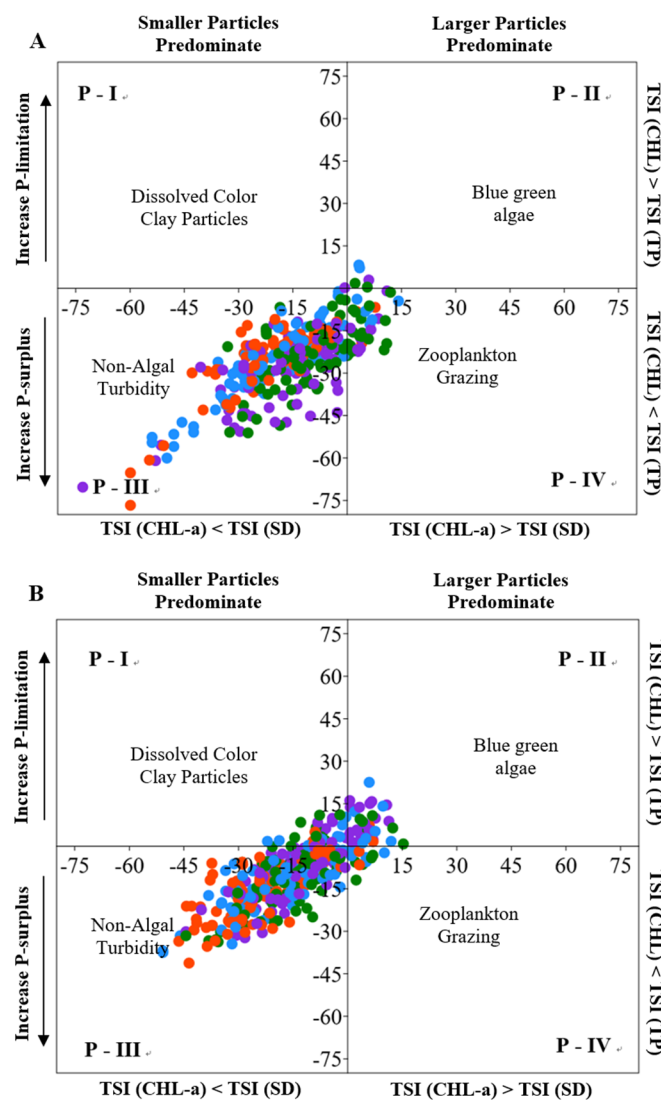 Smaller Particles
Predominate
Larger Particles
Predominate
A
P - I
P - II
75
60
45
30
15
Dissolved Color
Clay Particles
Blue green
algae
Increase P-limitation
TSI (CHL) > TSI (TP)
-75
-60
-45
-30
-15
15
30
45
60
75
-15
-30
-45
-60
-75
Non-Algal
Turbidity
Zooplankton
Grazing
Increase P-surplus
TSI (CHL) < TSI (TP)
P - III
P - IV
TSI (CHL-a) < TSI (SD)
TSI (CHL-a) > TSI (SD)
Smaller Particles
Predominate
Larger Particles
Predominate
B
P - I
P - II
75
60
45
30
15
Dissolved Color
Clay Particles
Blue green
algae
Increase P-limitation
TSI (CHL) > TSI (TP)
-75
-60
-45
-30
-15
15
30
45
60
75
-15
-30
-45
-60
-75
Non-Algal
Turbidity
Zooplankton
Grazing
Increase P-surplus
TSI (CHL) < TSI (TP)
P - III
P - IV
TSI (CHL-a) < TSI (SD)
TSI (CHL-a) > TSI (SD)